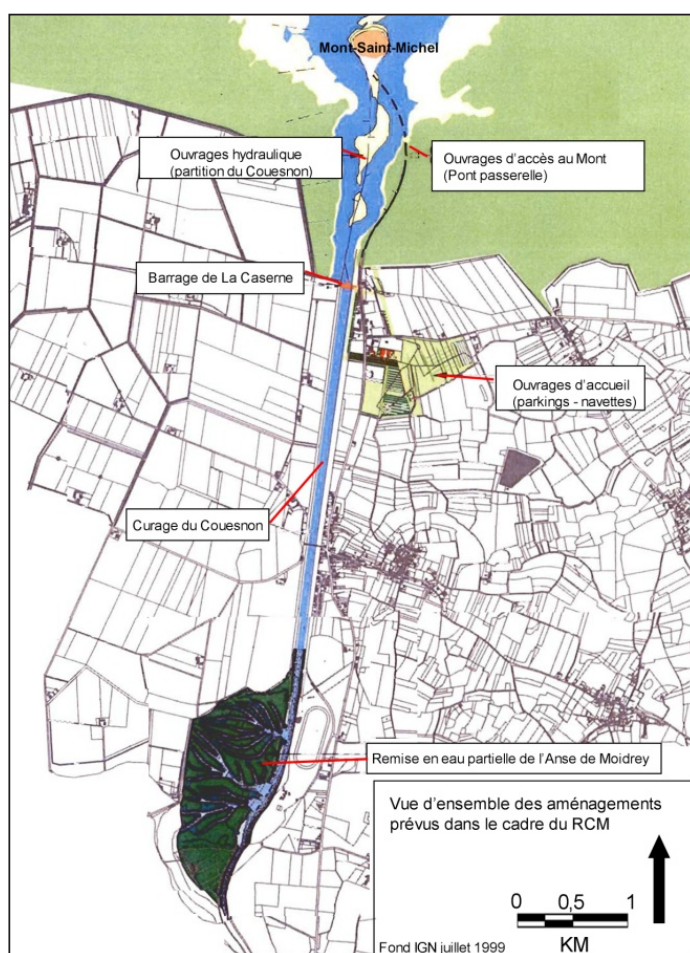 Mont-Saint-Michel
Ouvrages hydraulique
(partition du Couesnon)
Ouvrages d'accès au Mont
(Pont passerelle)
Barrage de La Caserne
Ouvrages d'accueil
(parkings - navettes)
Curage du Couesnon
Remise en eau partielle de l'Anse de Moidrey
Vue d'ensemble des aménagements
prévus dans le cadre du RCM
0 0,5 1
KM
Fond IGN juillet 1999